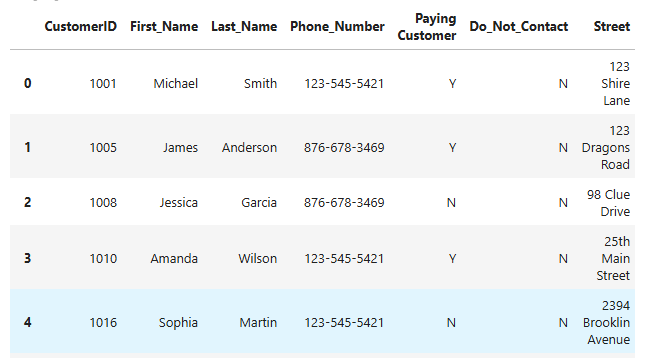 CustomerID First_Name Last_Name Phone_Number Paying Customer Do_Not_Contact Street
0 1001 Michael Smith 123-545-5421 Y N 123 Shire Lane
1 1005 James Anderson 876-678-3469 Y N 123 Dragons Road
2 1008 Jessica Garcia 876-678-3469 N N 98 Clue Drive
3 1010 Amanda Wilson 123-545-5421 Y N 25th Main Street
4 1016 Sophia Martin 123-545-5421 N N 2394 Brooklin Avenue